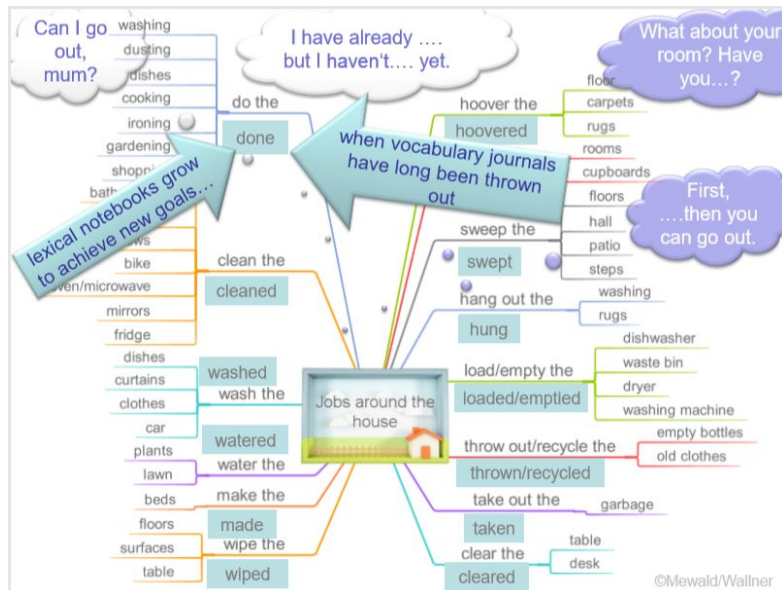 Can I go
out,
mum?
I have already ....
but I haven't.... yet.
What about your
room? Have
you...?
washing
dusting
dishes
cooking
ironing
gardening
do the
done
lexical notebooks grow
to achieve new goals...
when vocabulary journals
have long been thrown
out
hoover the
hoovered
floor
carpets
rugs
rooms
cupboards
First,
....then you
can go out.
sweep the
swept
floors
hall
patio
steps
clean the
cleaned
bike
oven/microwave
mirrors
fridge
hang out the
hung
washing
rugs
washed
wash the
dishes
curtains
clothes
car
Jobs around the
house
load/empty the
loaded/emptied
dishwasher
waste bin
dryer
washing machine
watered
water the
plants
lawn
throw out/recycle the
thrown/recycled
empty bottles
old clothes
make the
made
beds
take out the
taken
garbage
wipe the
wiped
floors
surfaces
table
clear the
cleared
table
desk
©Mewald/Wallner